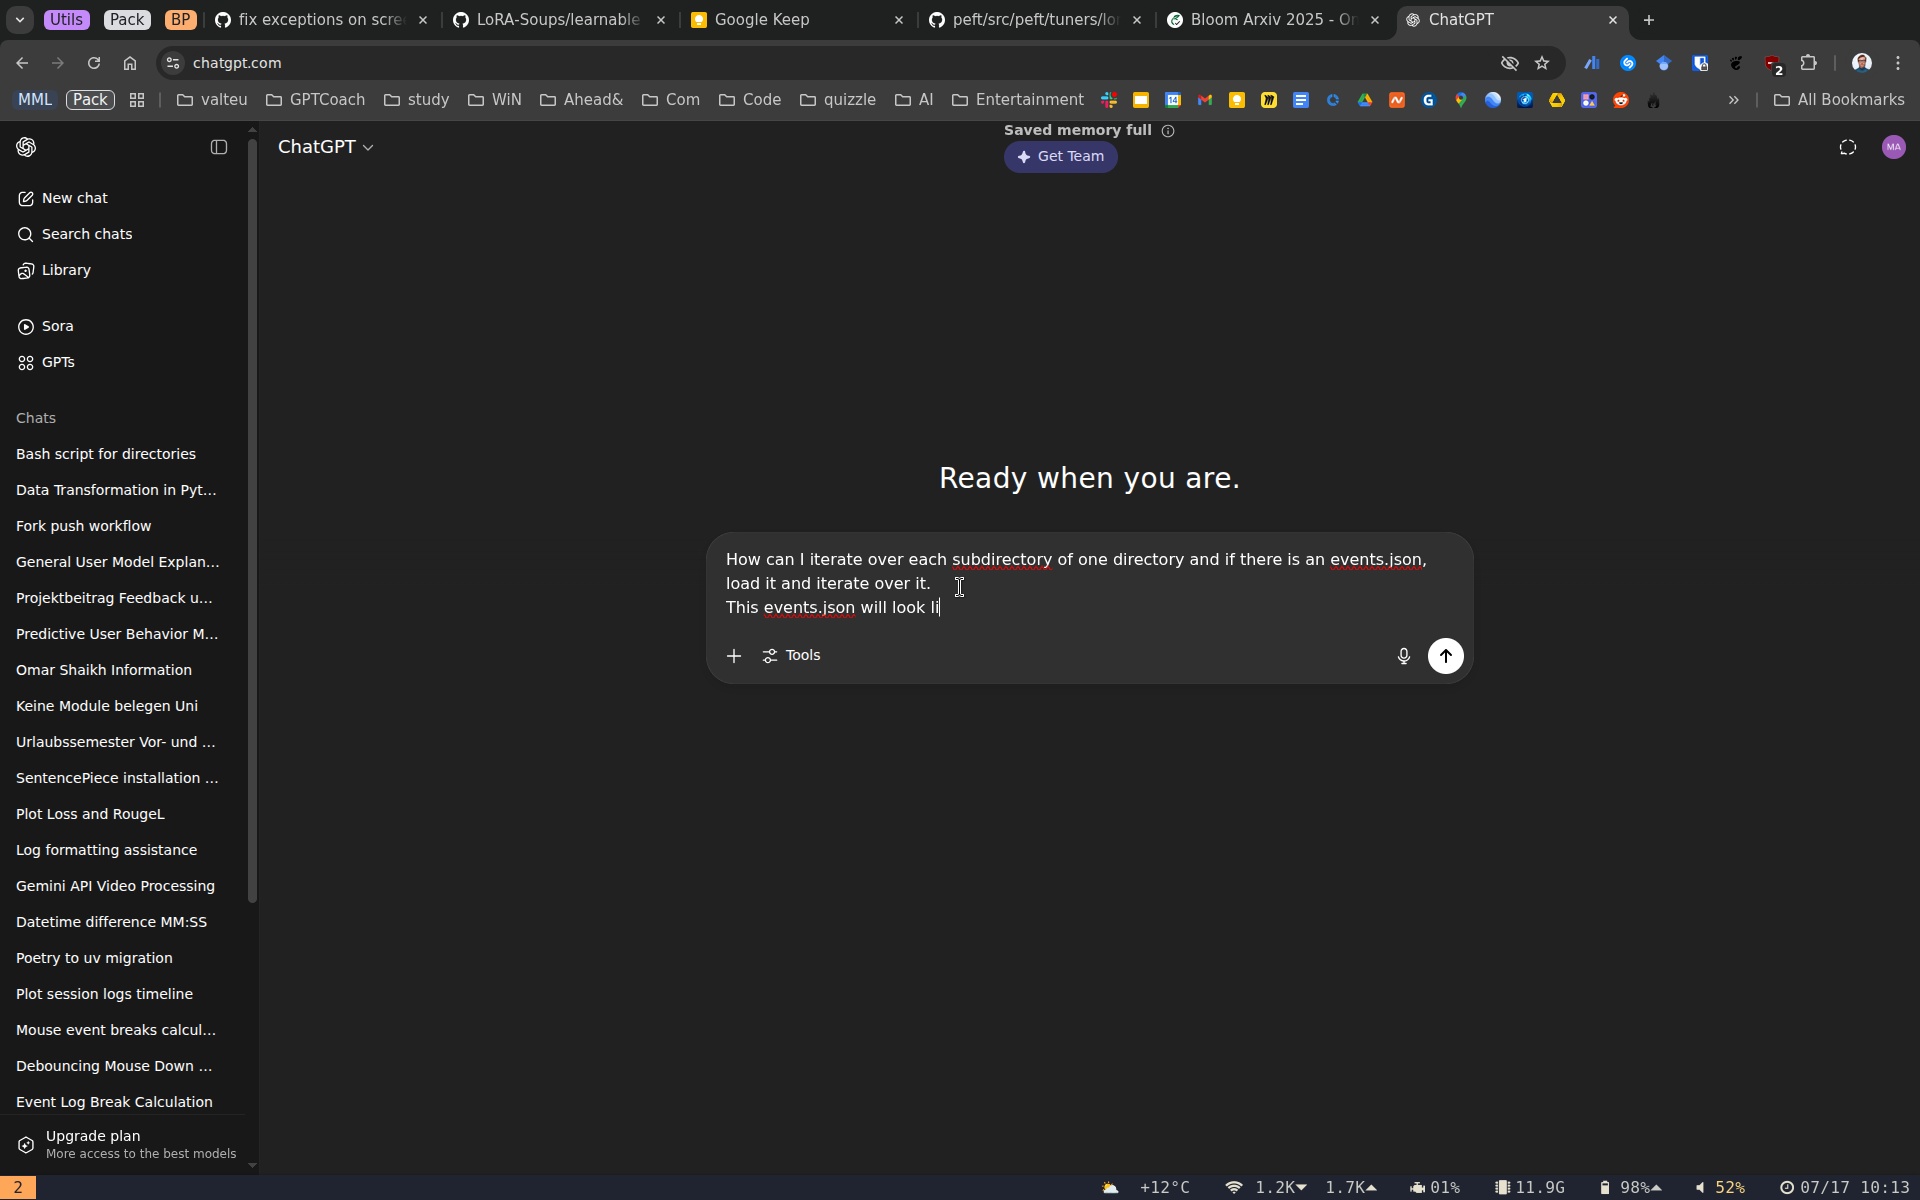 Utils
Pack
BP
fix exceptions on scre
LoRA-Soups/learnable
Google Keep
peft/src/peft/tuners/lo
Bloom Arxiv 2025 - On
ChatGPT
chatgpt.com
2
MML
Pack
valteu
GPTCoach
study
WiN
Ahead&
Com
Code
quizzle
AI
Entertainment
All Bookmarks
ChatGPT
Saved memory full
Get Team
MA
New chat
Search chats
Library
Sora
GPTs
Chats
Bash script for directories
Data Transformation in Pyt...
Fork push workflow
General User Model Explan...
Projektbeitrag Feedback u...
Predictive User Behavior M...
Omar Shaikh Information
Keine Module belegen Uni
Urlaubssemester Vor- und ...
SentencePiece installation ...
Plot Loss and RougeL
Log formatting assistance
Gemini API Video Processing
Datetime difference MM:SS
Poetry to uv migration
Plot session logs timeline
Mouse event breaks calcul...
Debouncing Mouse Down ...
Event Log Break Calculation
Upgrade plan
More access to the best models
Ready when you are.
How can I iterate over each subdirectory of one directory and if there is an events.json,
load it and iterate over it.
This events.json will look li
Tools
2
+12°C
1.2K
1.7K
01%
11.9G
98%
52%
07/17 10:13